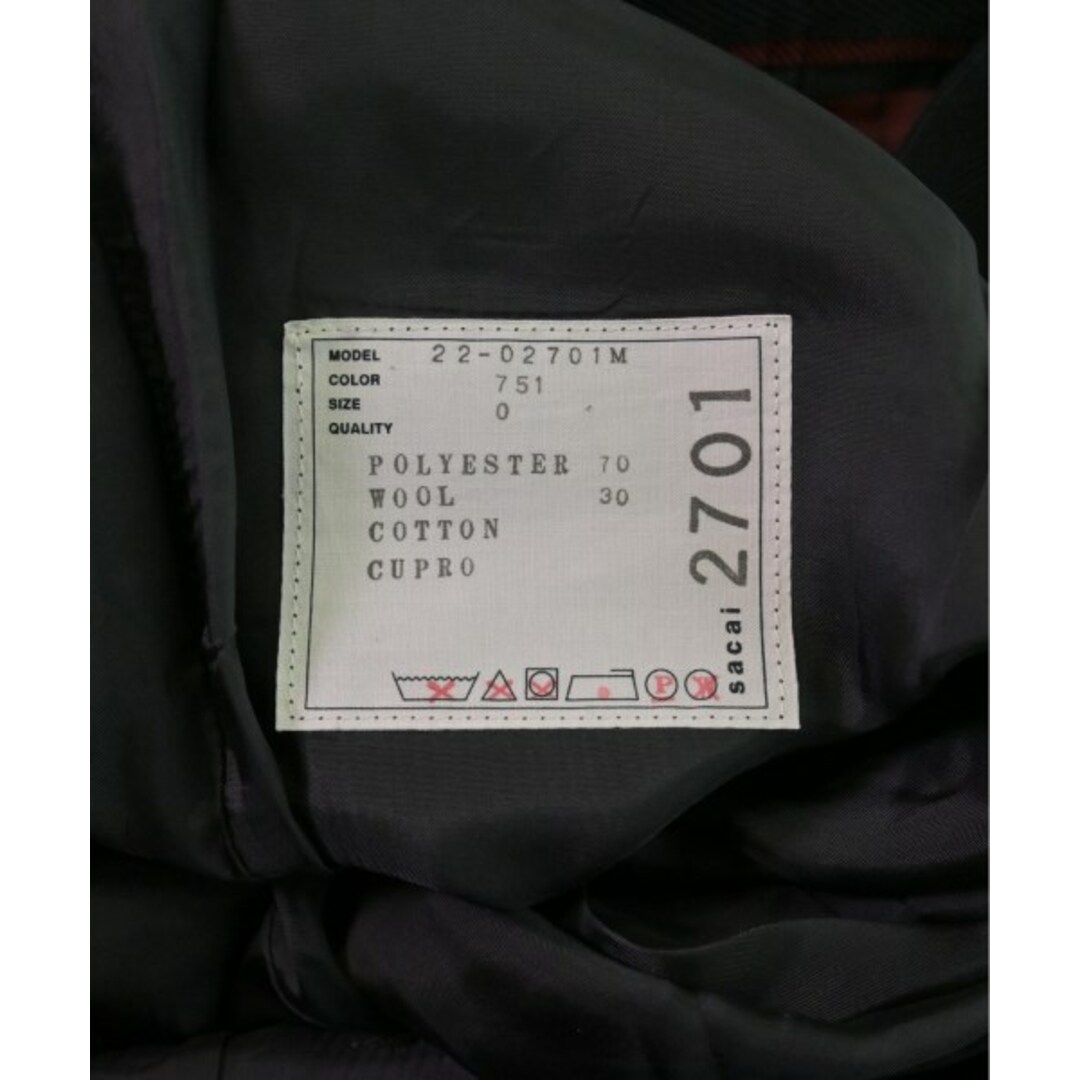 MODEL 22-02701M
COLOR 751
SIZE 0
QUALITY
POLYESTER 70
WOOL 30
COTTON
CUPRO
P
sacai 2701